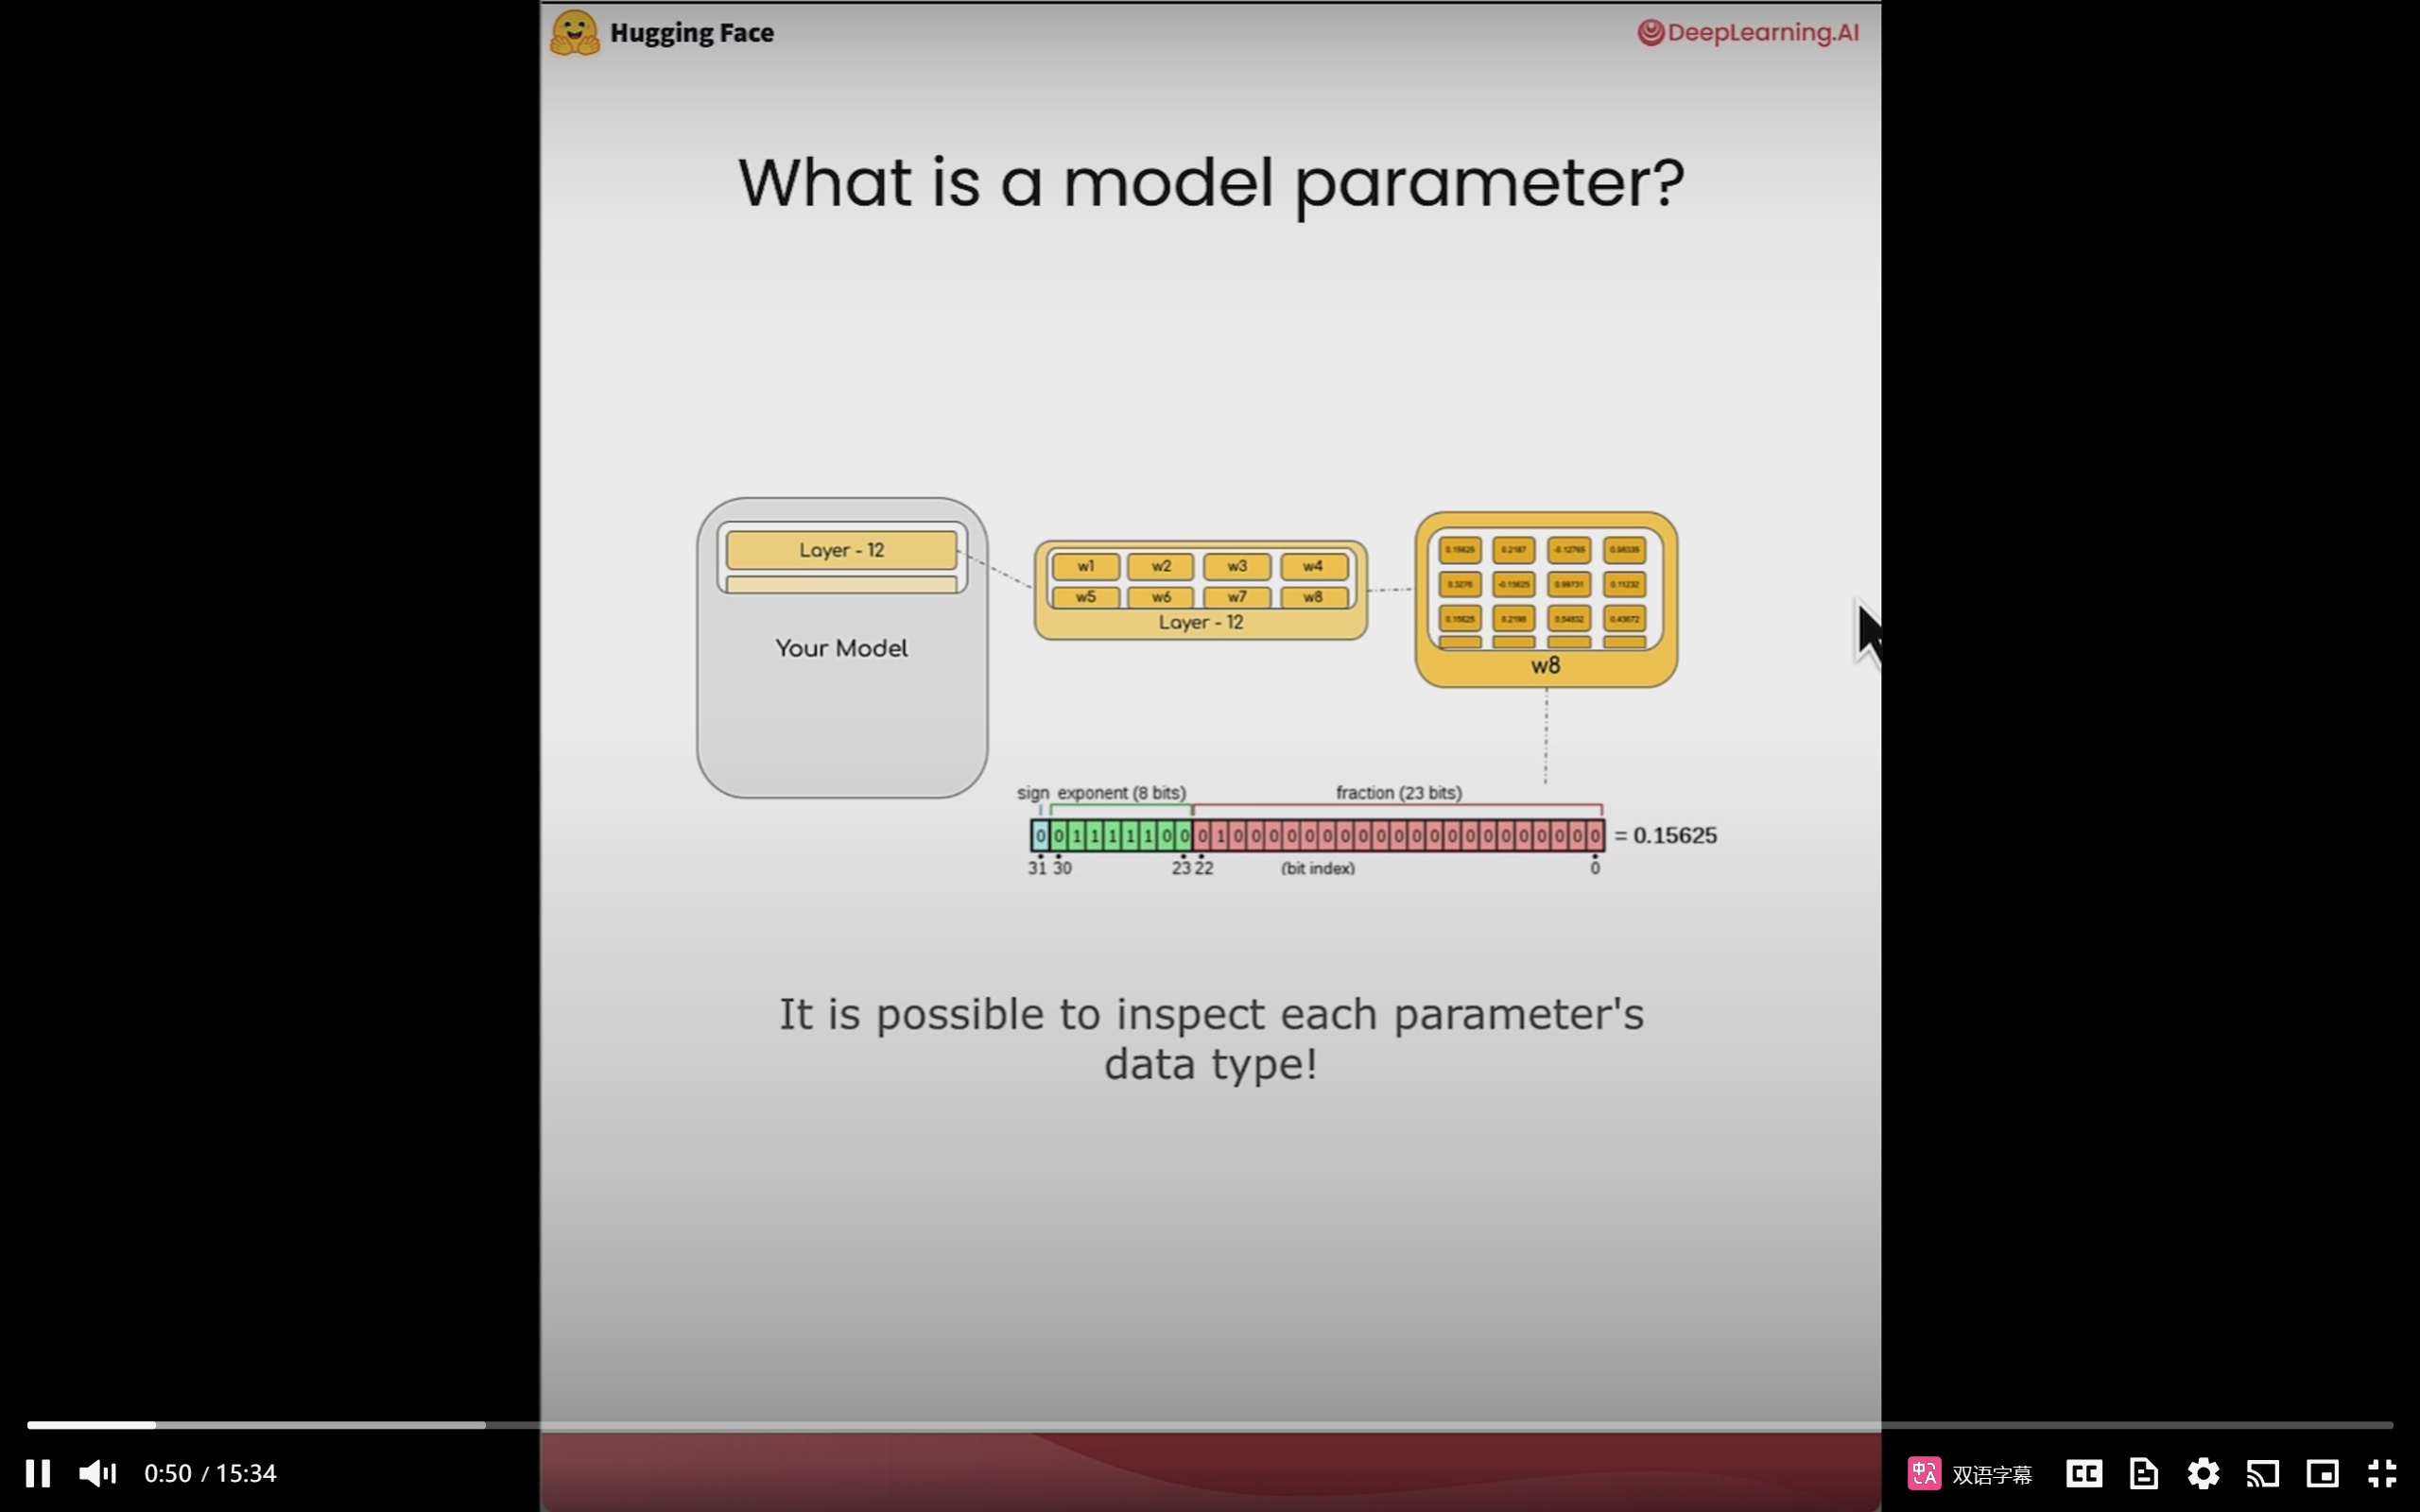 Hugging Face
DeepLearning.AI
What is a model parameter?
Layer - 12
Your Model
w1 w2 w3 w4
w5 w6 w7 w8
Layer - 12
0.15625 0.2187 -0.12765
0.3276 -0.15625 0.99731 0.11232
0.15625 0.2198 0.54632 0.43672
w8
sign exponent (8 bits) fraction (23 bits)
0 0 1 1 1 1 1 0 0 0 1 0 0 0 0 0 0 0 0 0 0 0 0 0 0 0 0 0 0 0 0 0 = 0.15625
31 30 23 22 (bit index) 0
It is possible to inspect each parameter's
data type!
0:50 / 15:34
中A 双语字幕 CC